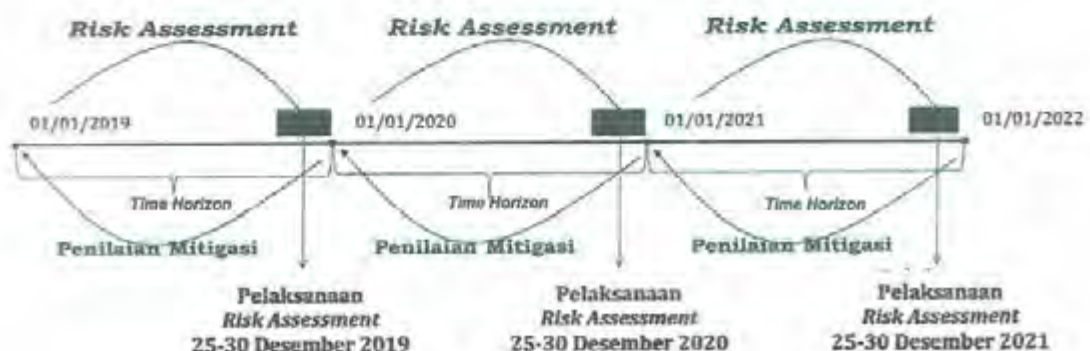 Risk Assessment Risk Assessment Risk Assessment
01/01/2019 01/01/2020 01/01/2021 01/01/2022
Time Horizon Time Horizon Time Horizon
Penilaian Mitigasi Penilaian Mitigasi Penilaian Mitigasi
Pelaksanaan
Risk Assessment
25-30 Desember 2019
Pelaksanaan
Risk Assessment
25-30 Desember 2020
Pelaksanaan
Risk Assessment
25-30 Desember 2021